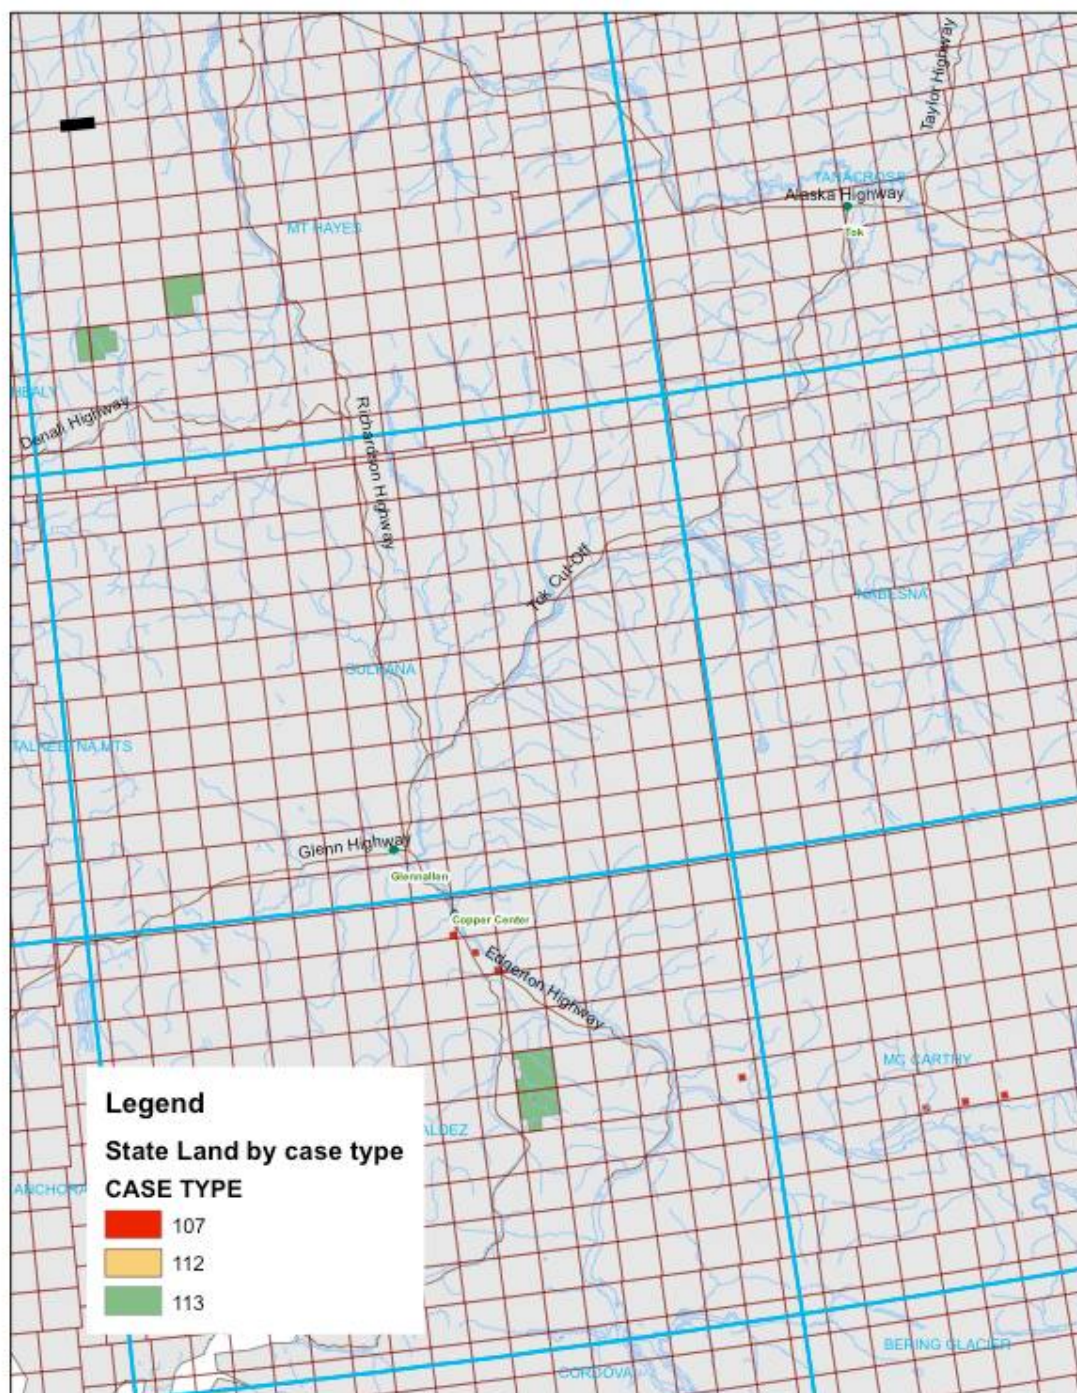 Taylor Highway
TANACROSS
Alaska Highway
Tok
MT HAYES
HEALY
Denali Highway
Richardson Highway
Tok Cut-Off
NABESNA
GULKANA
TALKEETNA MTS
Glenn Highway
Glennallen
Copper Center
Edgerton Highway
MC CARTHY
ALDEZ
ANCHORA
Legend
State Land by case type
CASE TYPE
107
112
113
BERING GLACIER
CORDOVA